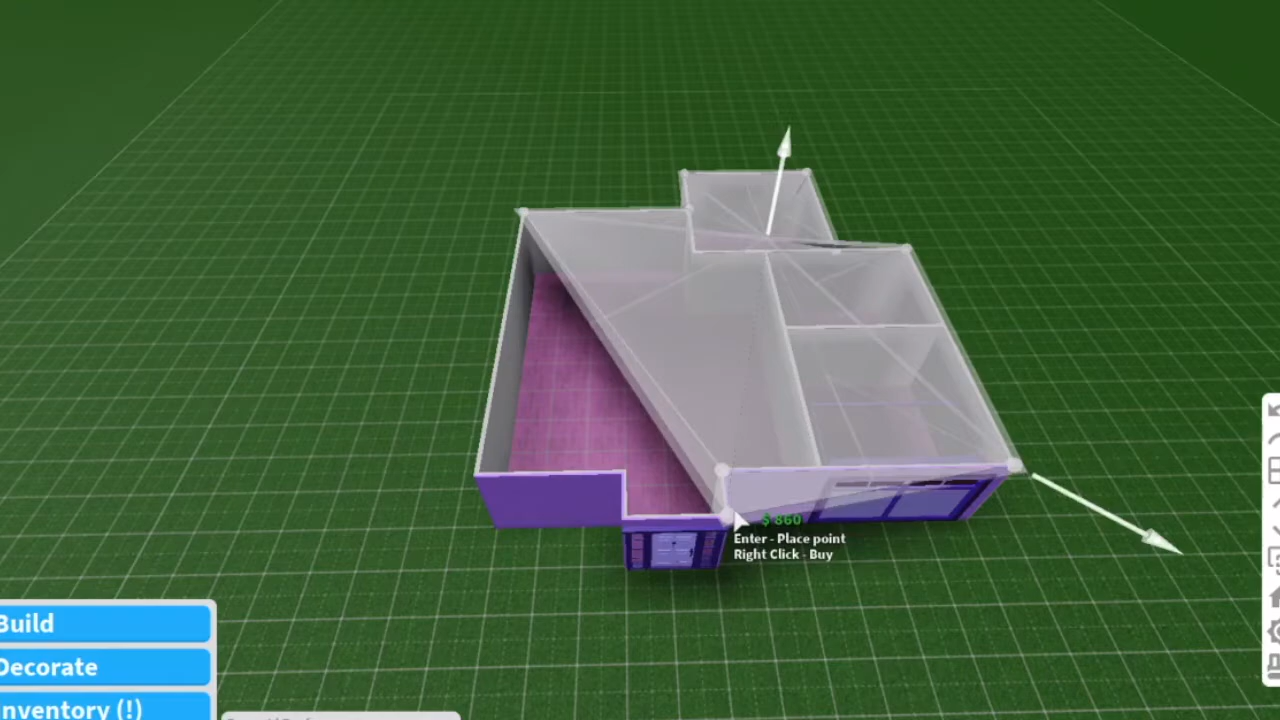 $ 860
Enter - Place point
Right Click - Buy
Build
Decorate
Inventory (!)